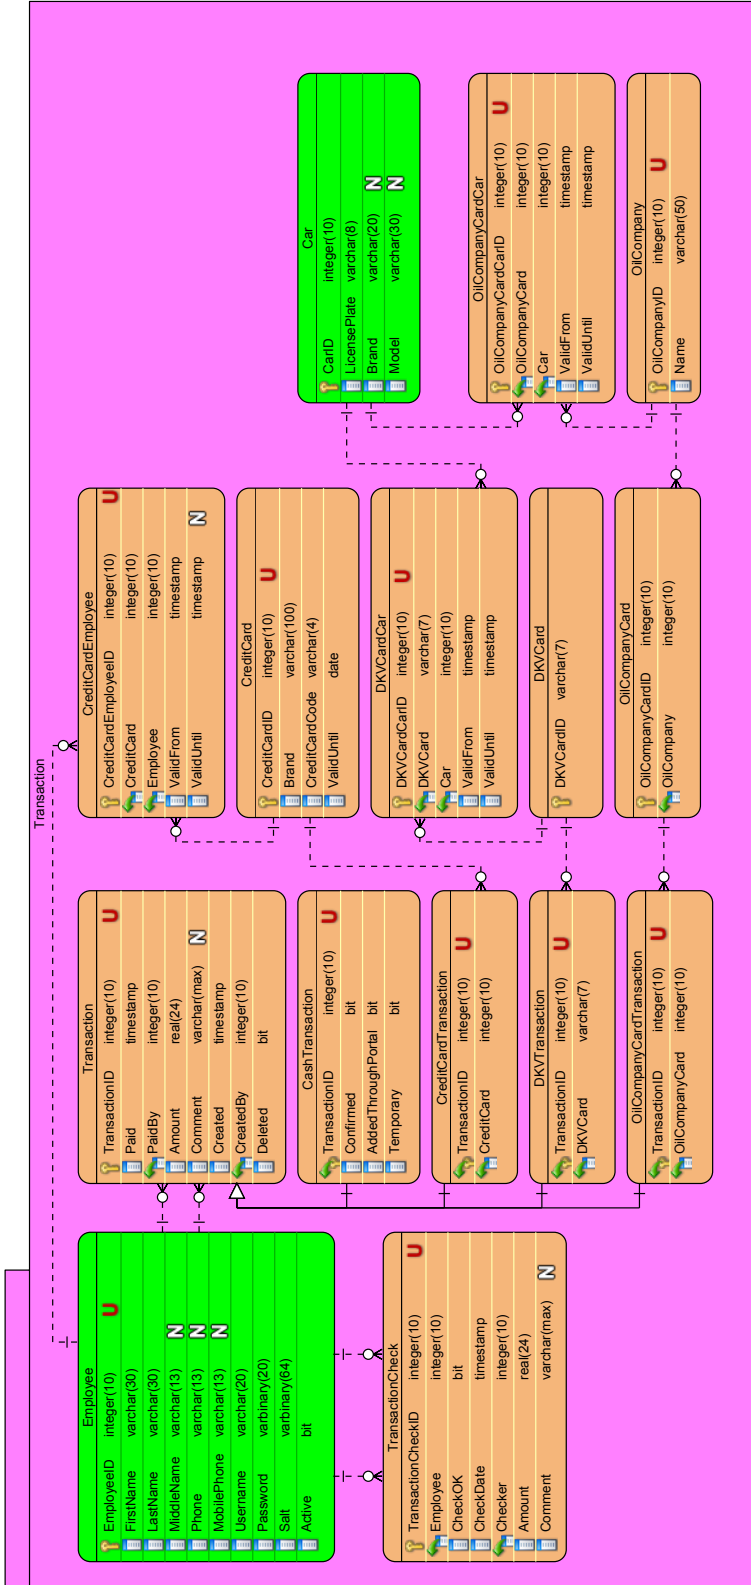 Transaction
Employee
EmployeeID integer(10) U
FirstName varchar(30)
LastName varchar(30)
MiddleName varchar(13) N
Phone varchar(13) N
MobilePhone varchar(13) N
Username varchar(20)
Password varbinary(20)
Salt varbinary(64)
Active bit
TransactionCheck
TransactionCheckID integer(10) U
Employee integer(10)
CheckOK bit
CheckDate timestamp
Checker integer(10)
Amount real(24)
Comment varchar(max) N
Transaction
TransactionID integer(10) U
Paid timestamp
PaidBy integer(10)
Amount real(24)
Comment varchar(max) N
Created timestamp
CreatedBy integer(10)
Deleted bit
CashTransaction
TransactionID integer(10) U
Confirmed bit
AddedThroughPortal bit
Temporary bit
CreditCardTransaction
TransactionID integer(10) U
CreditCard integer(10)
DKVTransaction
TransactionID integer(10) U
DKVCard varchar(7)
OilCompanyCardTransaction
TransactionID integer(10) U
OilCompanyCard integer(10)
CreditCardEmployee
CreditCardEmployeeID integer(10) U
CreditCard integer(10)
Employee integer(10)
ValidFrom timestamp
ValidUntil timestamp N
CreditCard
CreditCardID integer(10) U
Brand varchar(100)
CreditCardCode varchar(4)
ValidUntil date
DKVCardCar
DKVCardCarID integer(10) U
DKVCard varchar(7)
Car integer(10)
ValidFrom timestamp
ValidUntil timestamp
DKVCard
DKVCardID varchar(7)
OilCompanyCard
OilCompanyCardID integer(10)
OilCompany integer(10)
Car
CarID integer(10)
LicensePlate varchar(8)
Brand varchar(20) N
Model varchar(30) N
OilCompanyCardCar
OilCompanyCardCarID integer(10) U
OilCompanyCard integer(10)
Car integer(10)
ValidFrom timestamp
ValidUntil timestamp
OilCompany
OilCompanyID integer(10) U
Name varchar(50)